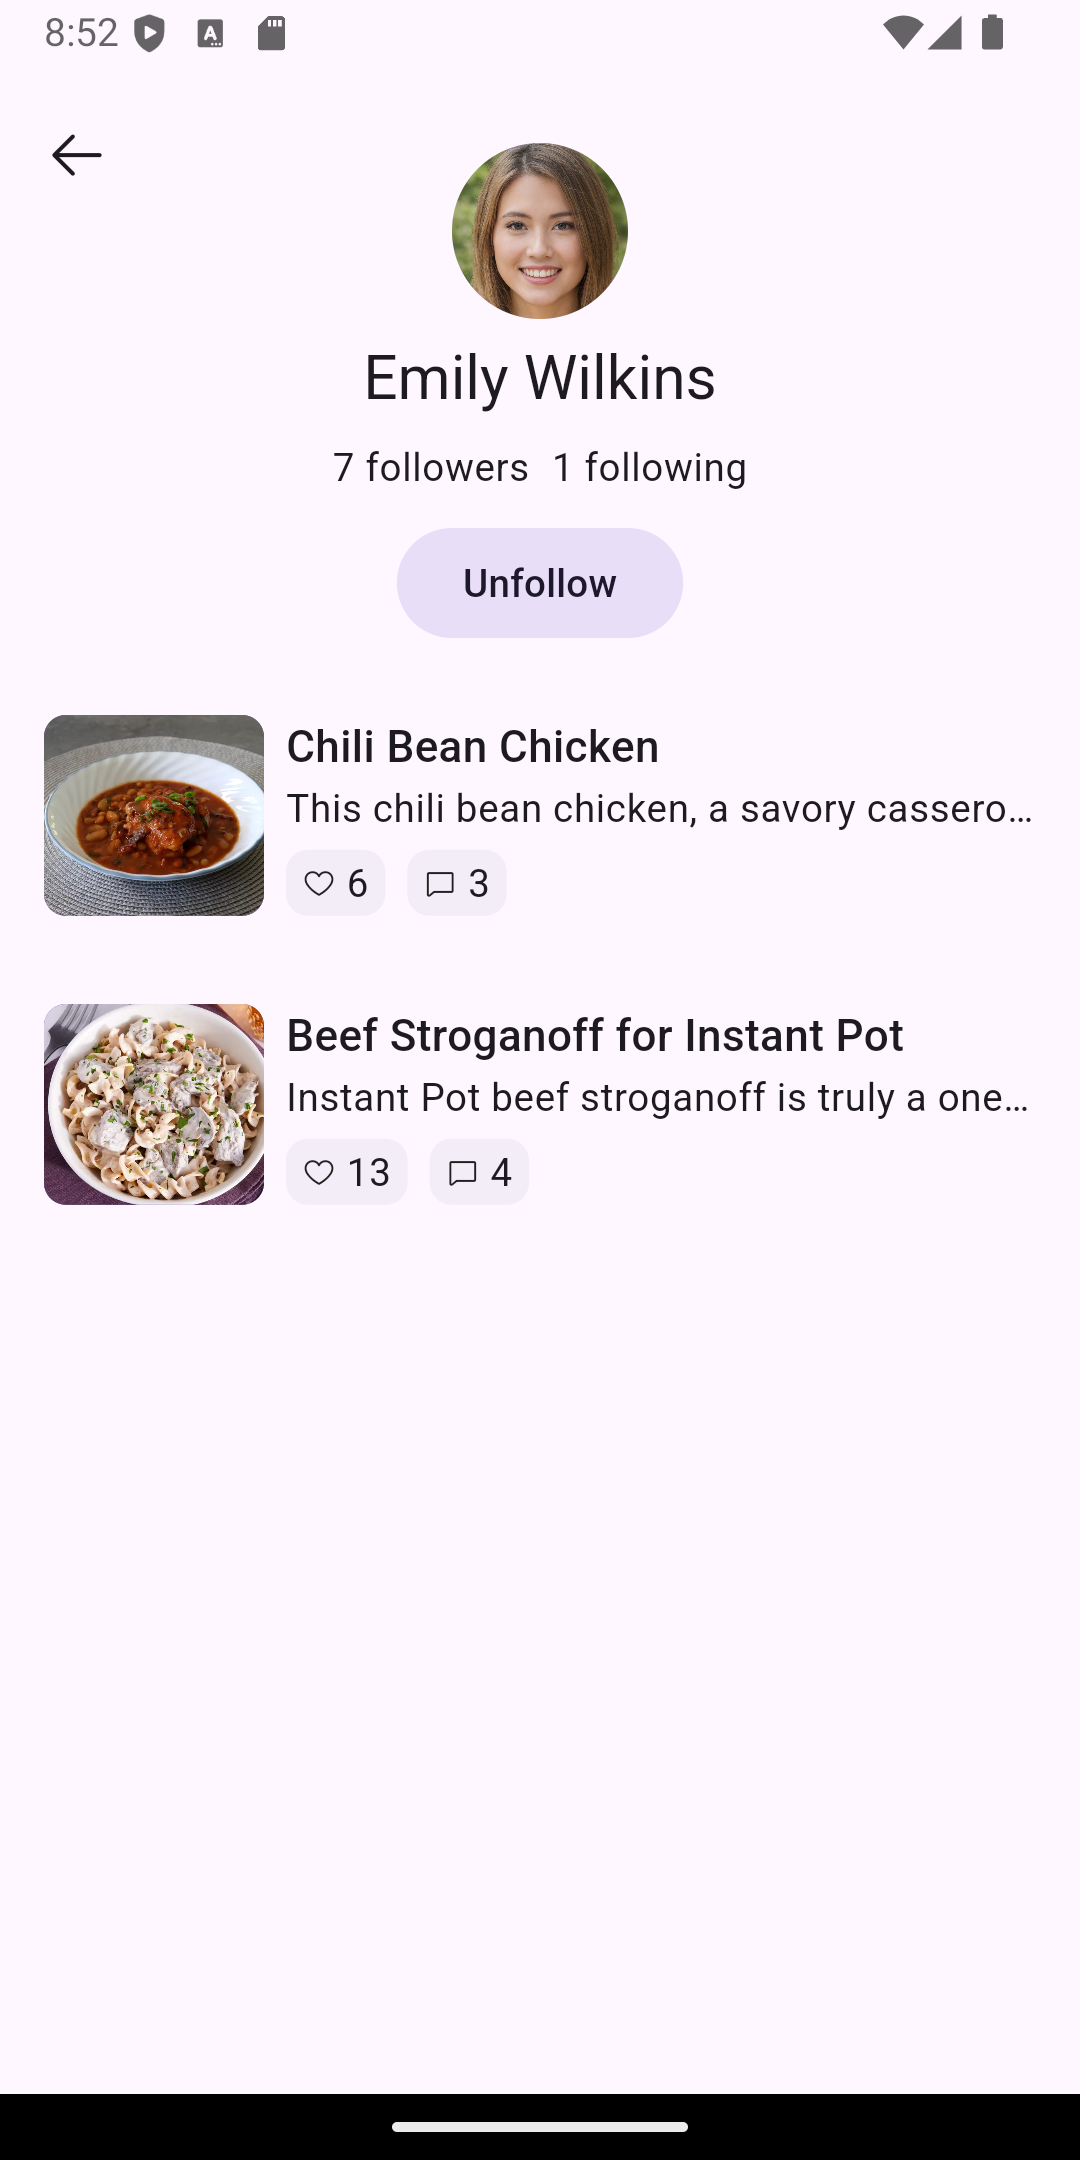 8:52
Emily Wilkins
7 followers 1 following
Unfollow
Chili Bean Chicken
This chili bean chicken, a savory cassero…
6 3
Beef Stroganoff for Instant Pot
Instant Pot beef stroganoff is truly a one…
13 4